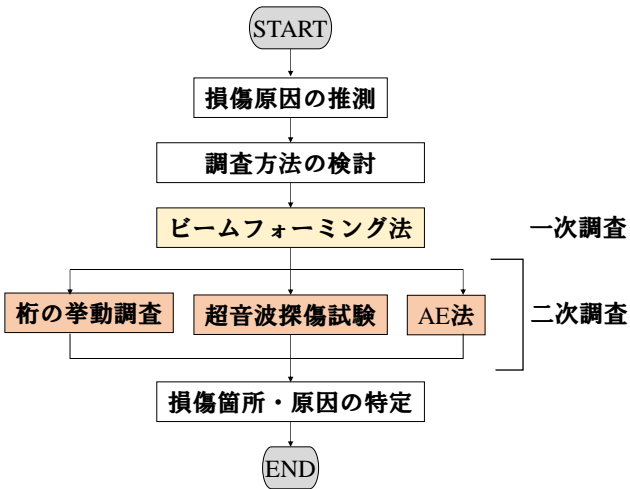 START
損傷原因の推測
調査方法の検討
ビームフォーミング法
一次調査
桁の挙動調査
超音波探傷試験
AE法
二次調査
損傷箇所・原因の特定
END